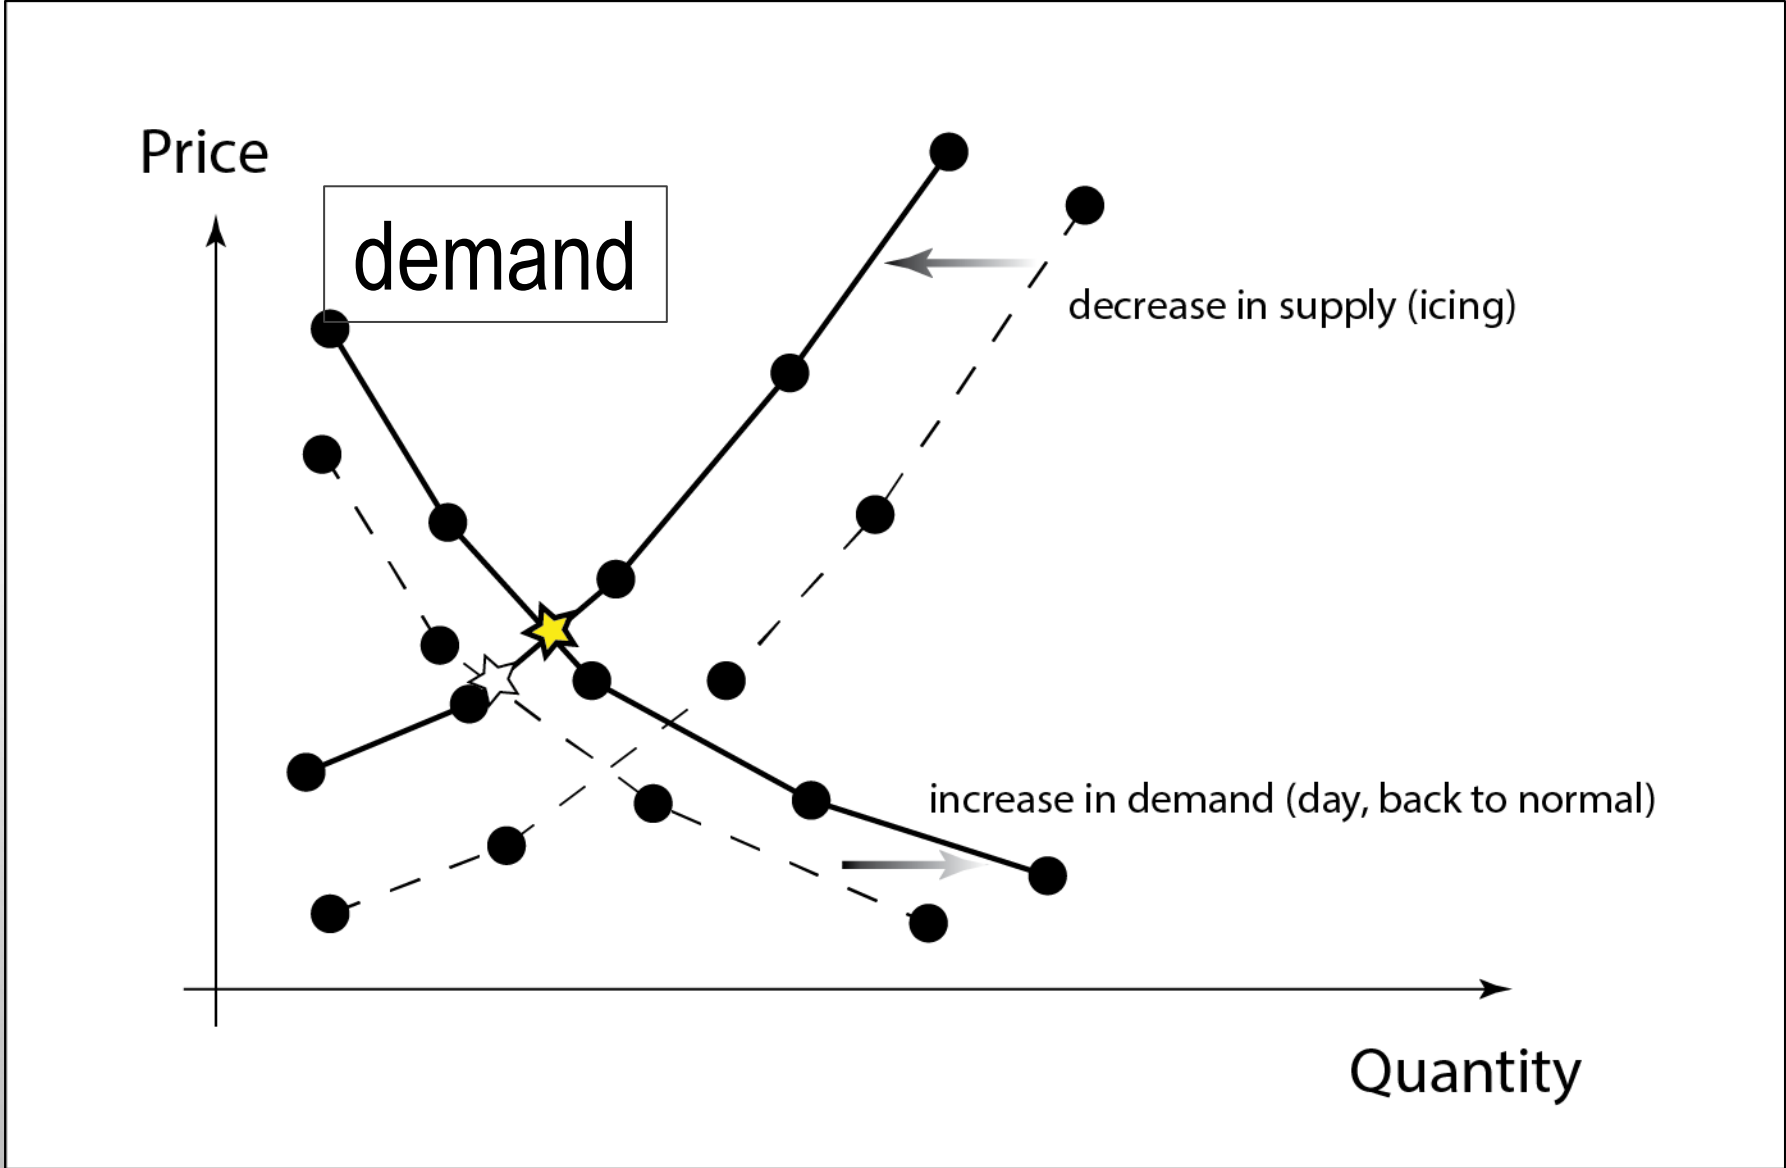 Price
demand
decrease in supply (icing)
increase in demand (day, back to normal)
Quantity